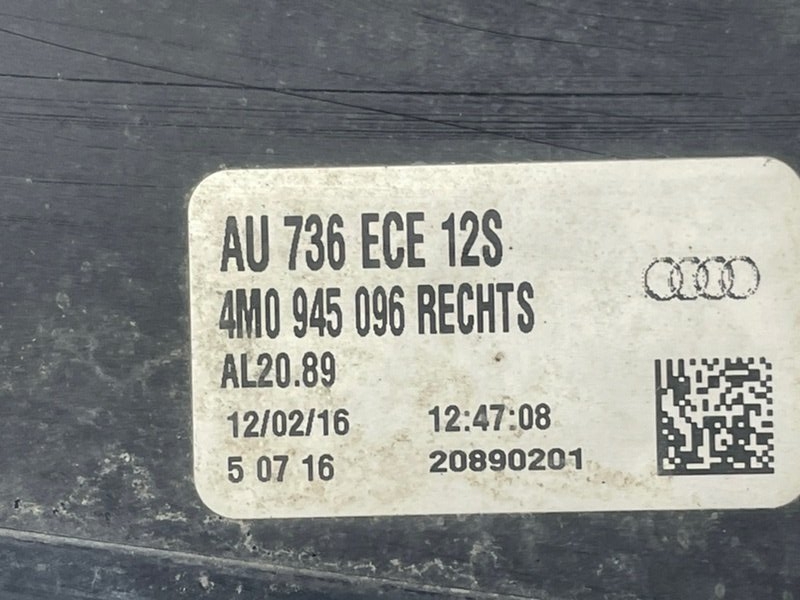 AU 736 ECE 12S
4M0 945 096 RECHTS
AL20.89
12/02/16 12:47:08
5 07 16 20890201